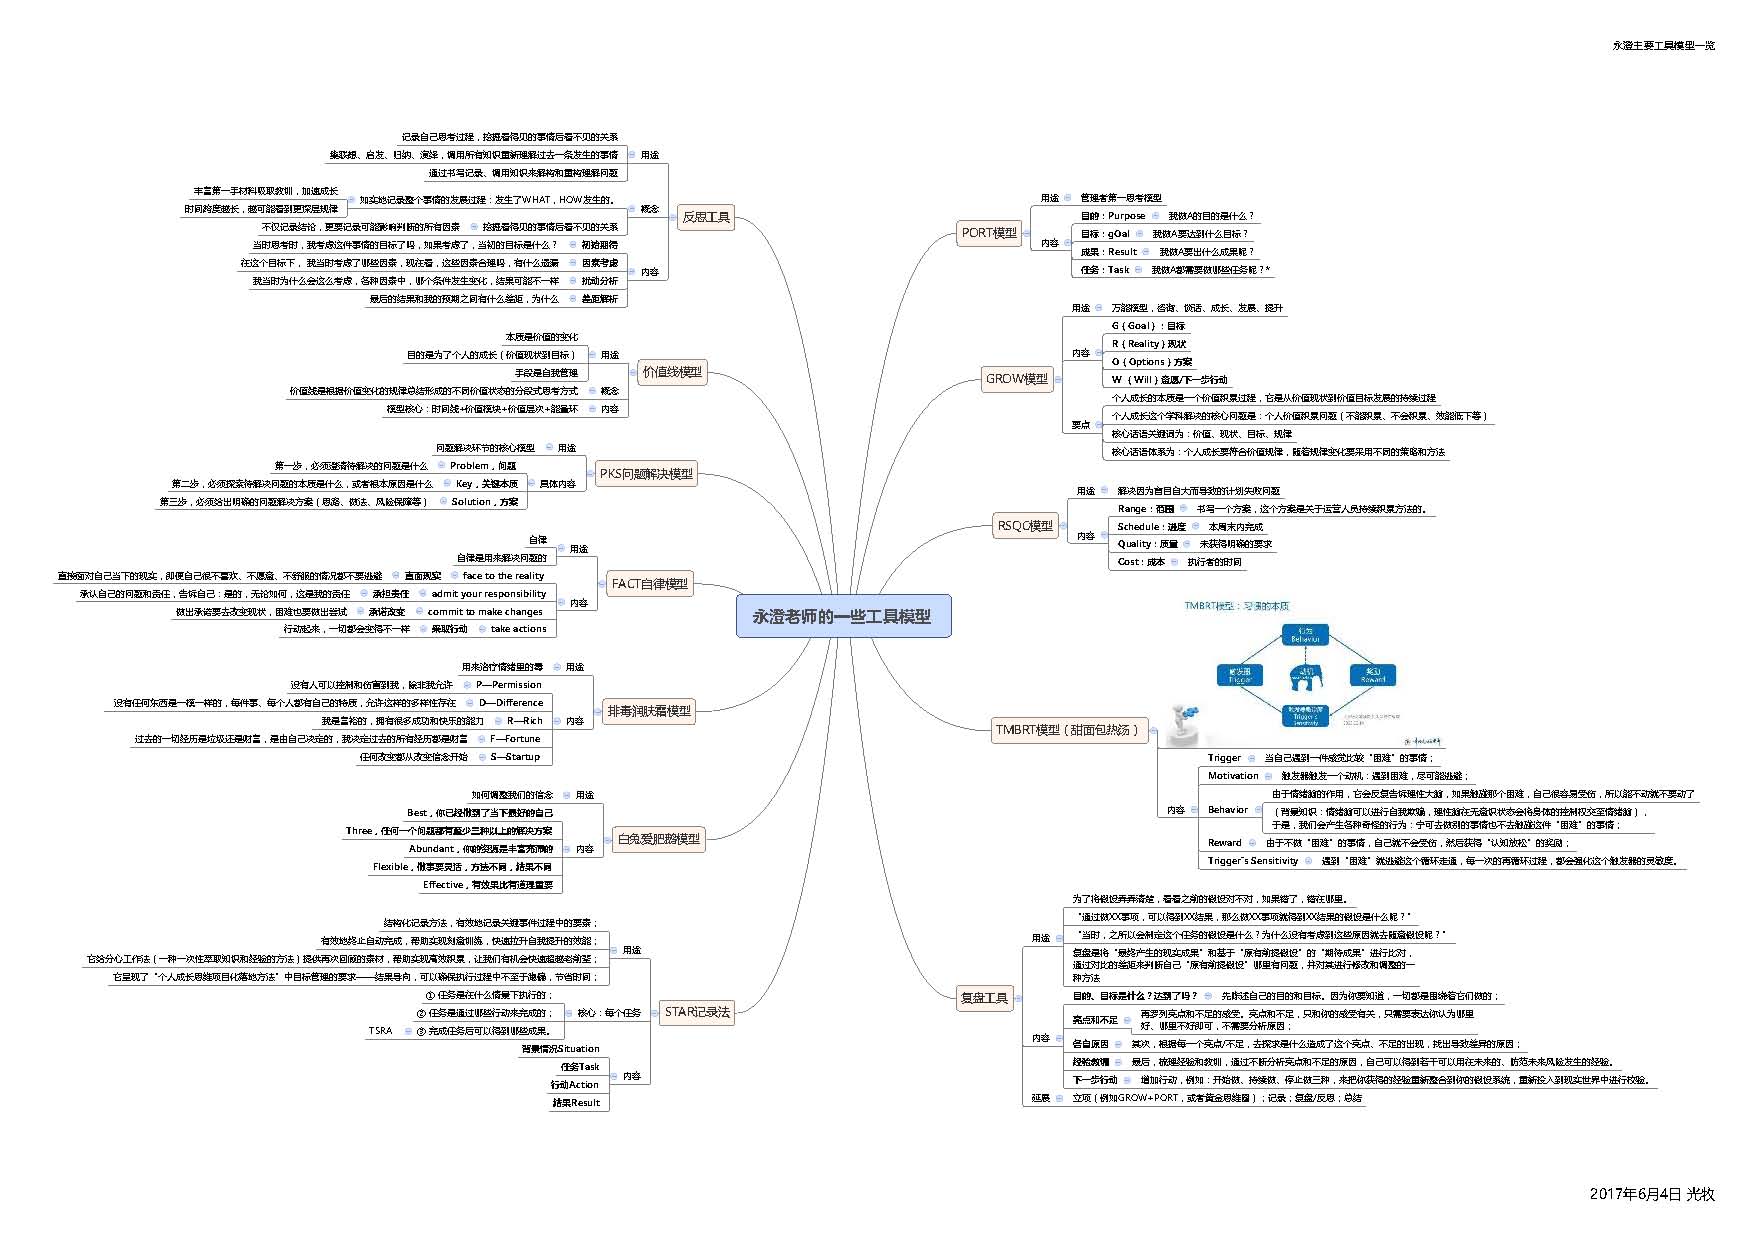 永澄主要工具模型一览
永澄老师的一些工具模型
反思工具
用途
记录自己思考过程，挖掘看得见的事情后看不见的关系
集联想、启发、归纳、演绎，调用所有知识重新理解过去一条发生的事情
通过书写记录、调用知识来解构和重构理解问题
概念
如实地记录整个事情的发展过程：发生了WHAT，HOW发生的。
丰富第一手材料吸取教训，加速成长
时间跨度越长，越可能看到更深层规律
挖掘看得见的事情后看不见的关系
不仅记录结论，更要记录可能影响判断的所有因素
内容
初始期待
当时思考时，我考虑这件事情的目标了吗，如果考虑了，当初的目标是什么？
因素考虑
在这个目标下，我当时考虑了哪些因素，现在看，这些因素合理吗，有什么遗漏
扰动分析
我当时为什么会这么考虑，各种因素中，哪个条件发生变化，结果可能不一样
差距解析
最后的结果和我的预期之间有什么差距，为什么
价值线模型
用途
本质是价值的变化
目的是为了个人的成长（价值现状到目标）
手段是自我管理
概念
价值线是根据价值变化的规律总结形成的不同价值状态的分段式思考方式
内容
模型核心：时间线+价值模块+价值层次+能量环
PKS问题解决模型
用途
问题解决环节的核心模型
具体内容
Problem，问题
第一步，必须澄清待解决的问题是什么
Key，关键本质
第二步，必须探索待解决问题的本质是什么，或者根本原因是什么
Solution，方案
第三步，必须给出明确的问题解决方案（思路、做法、风险保障等）
FACT自律模型
用途
自律
自律是用来解决问题的
内容
face to the reality
直面现实
直接面对自己当下的现实，即便自己很不喜欢、不愿意、不舒服的情况都不要逃避
admit your responsibility
承担责任
承认自己的问题和责任，告诉自己：是的，无论如何，这是我的责任
commit to make changes
承诺改变
做出承诺要去改变现状，困难也要做出尝试
take actions
采取行动
行动起来，一切都会变得不一样
排毒润肤霜模型
用途
用来治疗情绪里的毒
内容
P—Permission
没有人可以控制和伤害到我，除非我允许
D—Difference
没有任何东西是一模一样的，每件事、每个人都有自己的特质，允许这样的多样性存在
R—Rich
我是富裕的，拥有很多成功和快乐的能力
F—Fortune
过去的一切经历是垃圾还是财富，是由自己决定的，我决定过去的所有经历都是财富
S—Startup
任何改变都从改变信念开始
白兔爱肥鹅模型
用途
如何调整我们的信念
内容
Best，你已经做到了当下最好的自己
Three，任何一个问题都有至少三种以上的解决方案
Abundant，你的资源是丰富充沛的
Flexible，做事要灵活，方法不同，结果不同
Effective，有效果比有道理重要
STAR记录法
用途
结构化记录方法，有效地记录关键事件过程中的要素；
有效地终止自动完成，帮助实现刻意训练，快速拉升自我提升的效能；
它给分心工作法（一种一次性萃取知识和经验的方法）提供再次回顾的素材，帮助实现高效积累，让我们有机会快速超越老前辈；
它呈现了“个人成长思维项目化落地方法”中目标管理的要求——结果导向，可以确保执行过程中不至于跑偏，节省时间；
核心：每个任务
① 任务是在什么情景下执行的；
② 任务是通过哪些行动来完成的；
③ 完成任务后可以得到哪些成果。
TSRA
内容
背景情况Situation
任务Task
行动Action
结果Result
PORT模型
用途
管理者第一思考模型
内容
目的：Purpose
我做A的目的是什么？
目标：gOal
我做A要达到什么目标？
成果：Result
我做A要出什么成果呢？
任务：Task
我做A都需要做哪些任务呢？*
GROW模型
用途
万能模型，咨询、谈话、成长、发展、提升
内容
G（Goal）：目标
R（Reality）现状
O（Options）方案
W （Will）意愿/下一步行动
要点
个人成长的本质是一个价值积累过程，它是从价值现状到价值目标发展的持续过程
个人成长这个学科解决的核心问题是：个人价值积累问题（不能积累、不会积累、效能低下等）
核心话语关键词为：价值、现状、目标、规律
核心话语体系为：个人成长要符合价值规律，随着规律变化要采用不同的策略和方法
RSQC模型
用途
解决因为盲目自大而导致的计划失败问题
内容
Range：范围
书写一个方案，这个方案是关于运营人员持续积累方法的。
Schedule：进度
本周末内完成
Quality：质量
未获得明确的要求
Cost：成本
执行者的时间
TMBRT模型（甜面包热汤）
TMBRT模型：习惯的本质
行为
Behavior
触发器
Trigger
动机
奖励
Reward
Trigger's
Sensitivity
内容
Trigger
当自己遇到一件感觉比较“困难”的事情；
Motivation
触发器触发一个动机：遇到困难，尽可能逃避；
Behavior
由于情绪脑的作用，它会反复告诉理性大脑，如果触碰那个困难，自己很容易受伤，所以能不动就不要动了
（背景知识：情绪脑可以进行自我欺骗，理性脑在无意识状态会将身体的控制权交至情绪脑），
于是，我们会产生各种奇怪的行为：宁可去做别的事情也不去触碰这件“困难”的事情；
Reward
由于不做“困难”的事情，自己就不会受伤，然后获得“认知放松”的奖励；
Trigger's Sensitivity
遇到“困难”就逃避这个循环走通，每一次的再循环过程，都会强化这个触发器的灵敏度。
复盘工具
用途
为了将假设弄弄清楚，看看之前的假设对不对，如果错了，错在哪里。
“通过做XX事项，可以得到XX结果，那么做XX事项就得到XX结果的假设是什么呢？”
“当时，之所以会制定这个任务的假设是什么？为什么没有考虑到这些原因就去随意假设呢？”
复盘是将“最终产生的现实成果”和基于“原有前提假设”的“期待成果”进行比对，
通过对比的差距来判断自己“原有前提假设”哪里有问题，并对其进行修改和调整的一
种方法
内容
目的、目标是什么？达到了吗？
先陈述自己的目的和目标。因为你要知道，一切都是围绕着它们做的；
亮点和不足
再罗列亮点和不足的感受。亮点和不足，只和你的感受有关，只需要表达你认为哪里
好、哪里不好即可，不需要分析原因；
各自原因
其次，根据每一个亮点/不足，去探求是什么造成了这个亮点、不足的出现，找出导致差异的原因；
经验教训
最后，梳理经验和教训，通过不断分析亮点和不足的原因，自己可以得到若干可以用在未来的、防范未来风险发生的经验。
下一步行动
增加行动，例如：开始做、持续做、停止做三种，来把你获得的经验重新整合到你的假设系统，重新投入到现实世界中进行校验。
延展
立项（例如GROW+PORT，或者黄金思维圈）；记录；复盘/反思；总结
2017年6月4日 光牧